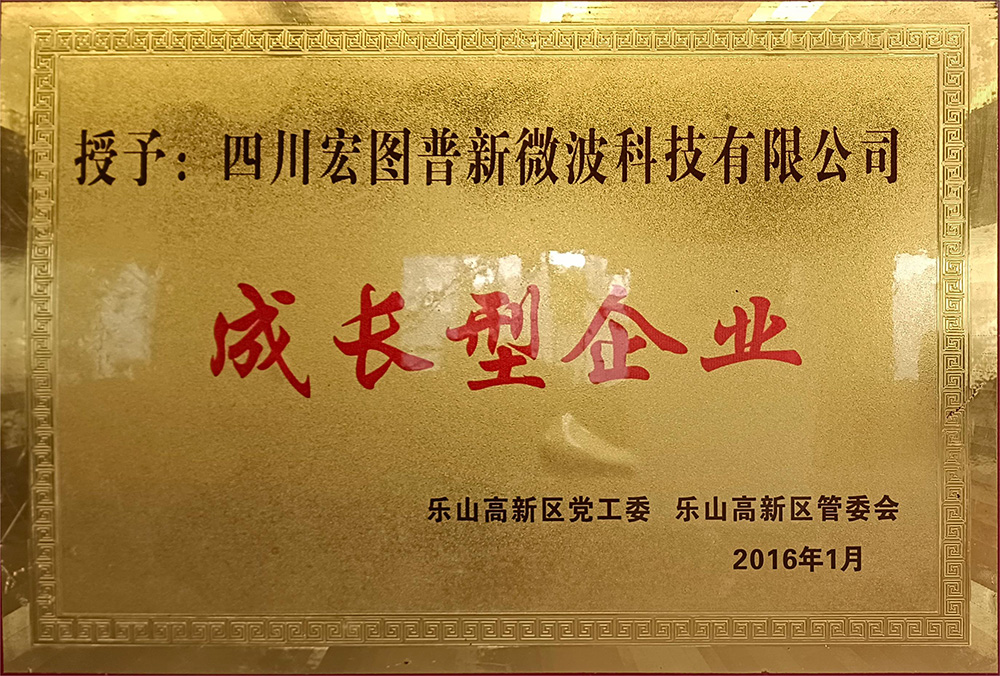 授予：四川宏图普新微波科技有限公司
成长型企业
乐山高新区党工委 乐山高新区管委会
2016年1月